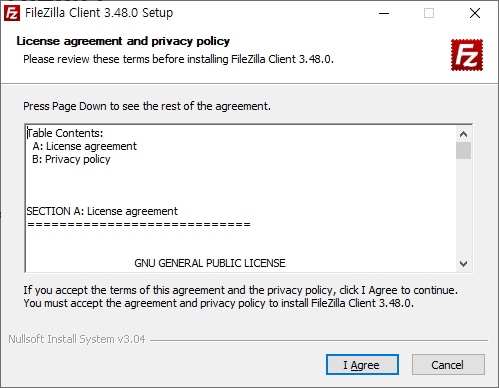 FileZilla Client 3.48.0 Setup
License agreement and privacy policy
Please review these terms before installing FileZilla Client 3.48.0.
FZ
Press Page Down to see the rest of the agreement.
Table Contents:
A: License agreement
B: Privacy policy
SECTION A: License agreement
============================
GNU GENERAL PUBLIC LICENSE
If you accept the terms of this agreement and the privacy policy, click I Agree to continue.
You must accept the agreement and privacy policy to install FileZilla Client 3.48.0.
Nullsoft Install System v3.04
I Agree
Cancel